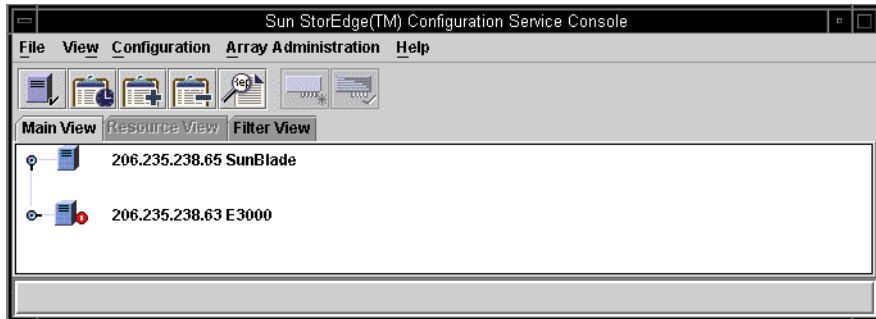 Sun StorEdge(TM) Configuration Service Console
File View Configuration Array Administration Help
Rep
Main View Resource View Filter View
206.235.238.65 SunBlade
206.235.238.63 E3000